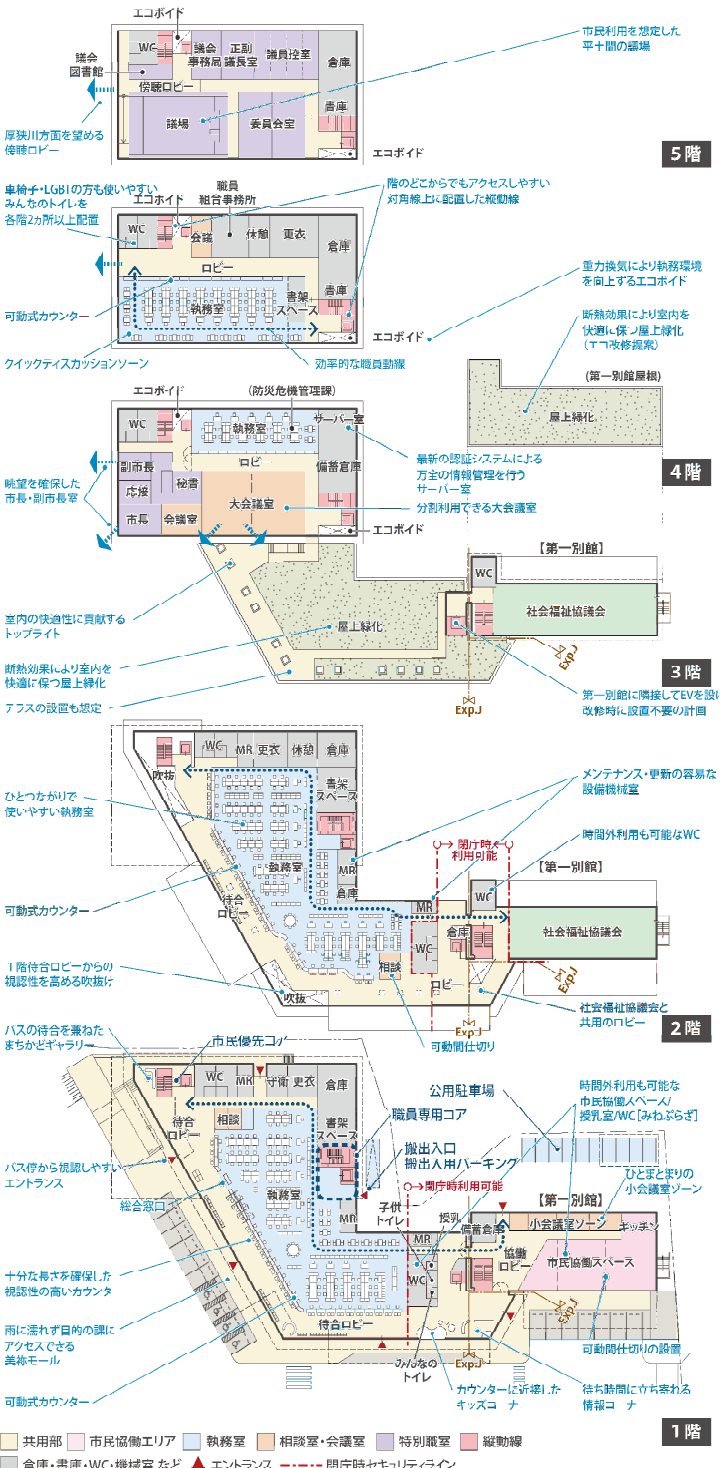 エコボイド
WC
議会
事務局
正副
議長室
議員控室
倉庫
議会
図書館
傍聴ロビー
書庫
議場
委員会室
エコボイド
市民利用を想定した
平土間の議場
厚狭川方面を望める
傍聴ロビー
5階
車椅子・LGBTの方も使いやすい
みんなのトイレを
各階2ヵ所以上配置
エコボイド
職員
組合事務所
階のどこからでもアクセスしやすい
対角線上に配置した縦動線
WC
会議
休憩
更衣
倉庫
ロビー
書庫
執務室
書架
スペース
可動式カウンター
クイックディスカッションゾーン
効率的な職員動線
エコボイド
重力換気により執務環境
を向上するエコボイド
断熱効果により室内を
快適に保つ屋上緑化
(エコ改修提案)
(第一別館屋根)
屋上緑化
4階
エコボイド
(防災危機管理課)
WC
執務室
サーバー室
ロビー
副市長
応接
秘書
備蓄倉庫
大会議室
市長
会議室
エコボイド
眺望を確保した
市長・副市長室
最新の認証システムによる
万全の情報管理を行う
サーバー室
分割利用できる大会議室
【第一別館】
WC
社会福祉協議会
屋上緑化
室内の快適性に貢献する
トップライト
断熱効果により室内を
快適に保つ屋上緑化
テラスの設置も想定
Exp.J
Exp.J
3階
第一別館に隣接してEVを設け
改修時に設置不要の計画
WC
MR
更衣
休憩
倉庫
吹抜
書架
スペース
ひとつながりで
使いやすい執務室
執務室
MR
倉庫
メンテナンス・更新の容易な
設備機械室
閉庁時
利用可能
時間外利用も可能なWC
【第一別館】
WC
可動式カウンター
待合
ロビー
MR
WC
倉庫
社会福祉協議会
相談
ロビー
1階待合ロビーからの
視認性を高める吹抜け
吹抜
Exp.J
Exp.J
社会福祉協議会と
共用のロビー
可動間仕切り
2階
バスの待合を兼ねた
まちかどギャラリー
市民優先コア
WC
MR
守衛
更衣
倉庫
待合
ロビー
相談
書架
スペース
職員専用コア
公用駐車場
時間外利用も可能な
市民協働スペース/
授乳室/WC[みねぷらざ]
搬出入口
搬出入用パーキング
ひとまとまりの
小会議室ゾーン
バス停から視認しやすい
エントランス
総合窓口
執務室
閉庁時利用可能
子供
トイレ
授乳
MR
MR
【第一別館】
備蓄倉庫
小会議室ゾーン
キッチン
協働
ロビー
市民協働スペース
WC
十分な長さを確保した
視認性の高いカウンター
雨に濡れず目的の課に
アクセスできる
美祢モール
待合ロビー
みんなの
トイレ
Exp.J
Exp.J
可動間仕切りの設置
可動式カウンター
カウンターに近接した
キッズコーナー
待ち時間に立ち寄れる
情報コーナー
1階
共用部
市民協働エリア
執務室
相談室・会議室
特別職室
縦動線
倉庫・書庫・WC・機械室 など
エントランス
閉庁時セキュリティライン